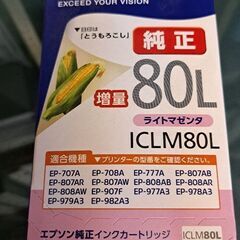 EXCEED YOUR VISION
目印は
「とうもろこし」
純正
増量
80L
ライトマゼンタ
ICLM80L
適合機種
▼プリンターの型番をご確認ください。
EP-707A EP-708A EP-777A EP-807AB
EP-807AR EP-807AW EP-808AB EP-808AR
EP-808AW EP-907F EP-977A3 EP-978A3
EP-979A3 EP-982A3
エプソン純正インクカートリッジ
ICLM80L